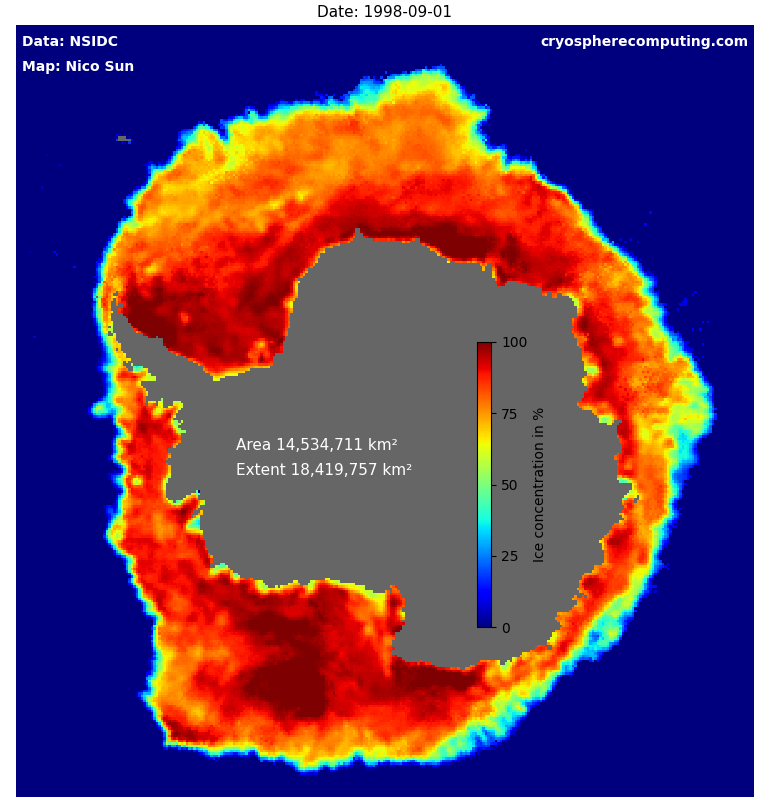 Date: 1998-09-01
Data: NSIDC
cryospherecomputing.com
Map: Nico Sun
100
75
50
25
0
Ice concentration in %
Area 14,534,711 km²
Extent 18,419,757 km²